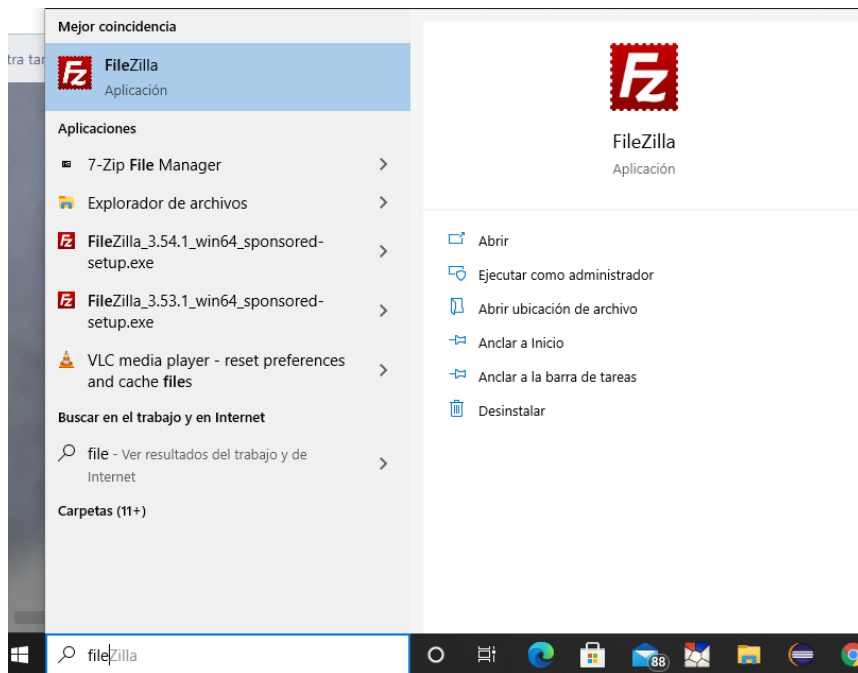 Mejor coincidencia
tra tar
FileZilla
Aplicación
Aplicaciones
7-Zip File Manager
Explorador de archivos
FileZilla_3.54.1_win64_sponsored-
setup.exe
FileZilla_3.53.1_win64_sponsored-
setup.exe
VLC media player - reset preferences
and cache files
Buscar en el trabajo y en Internet
file - Ver resultados del trabajo y de
Internet
Carpetas (11+)
Fz
FileZilla
Aplicación
Abrir
Ejecutar como administrador
Abrir ubicación de archivo
Anclar a Inicio
Anclar a la barra de tareas
Desinstalar
fileZilla
88